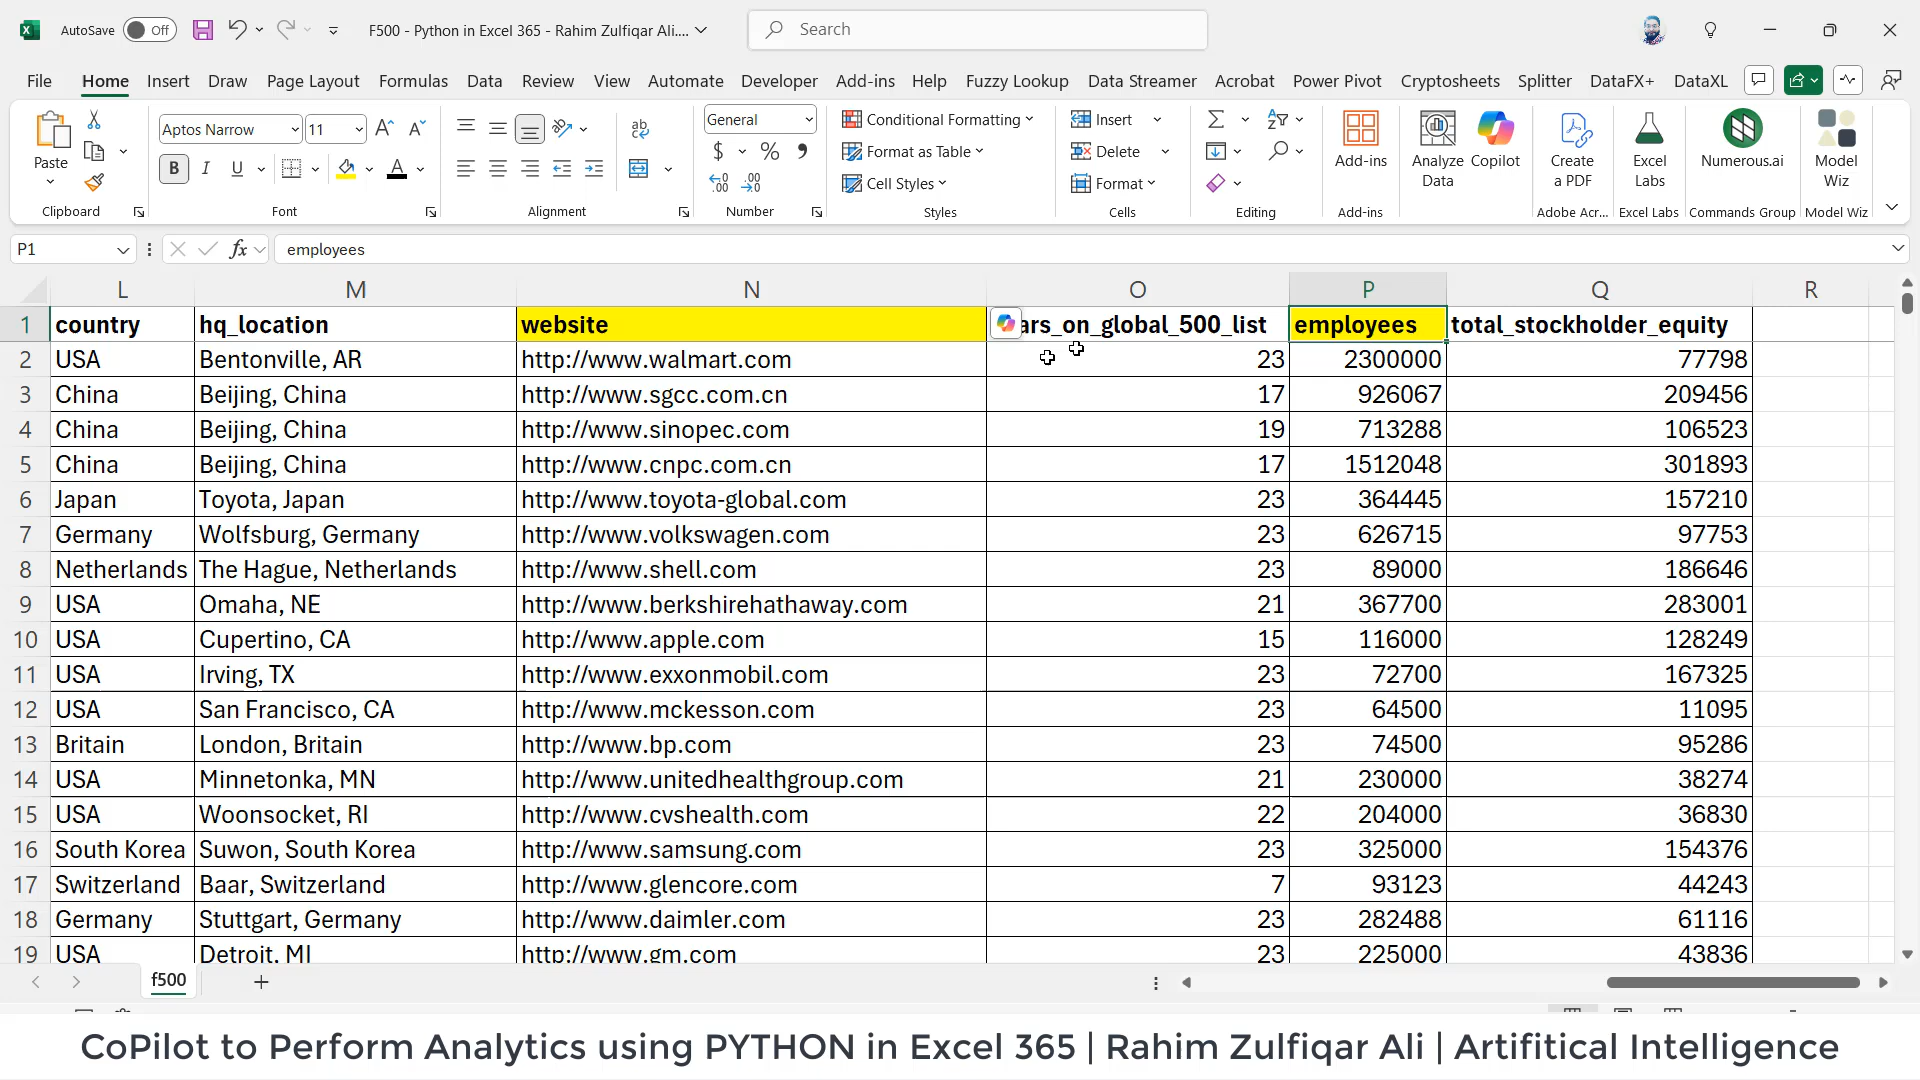 AutoSave Off F500 - Python in Excel 365 - Rahim Zulfiqar Ali.... Search
File Home Insert Draw Page Layout Formulas Data Review View Automate Developer Add-ins Help Fuzzy Lookup Data Streamer Acrobat Power Pivot Cryptosheets Splitter DataFX+ DataXL
Paste
Aptos Narrow 11
B I U
General
$ %
Conditional Formatting
Format as Table
Cell Styles
Insert
Delete
Format
Add-ins
Analyze Data
Copilot
Create a PDF
Excel Labs
Numerous.ai
Model Wiz
Clipboard Font Alignment Number Styles Cells Editing Add-ins Adobe Acr... Excel Labs Commands Group Model Wiz
P1 fx employees
L M N O P Q R
1 country hq_location website ars_on_global_500_list employees total_stockholder_equity
2 USA Bentonville, AR http://www.walmart.com 23 2300000 77798
3 China Beijing, China http://www.sgcc.com.cn 17 926067 209456
4 China Beijing, China http://www.sinopec.com 19 713288 106523
5 China Beijing, China http://www.cnpc.com.cn 17 1512048 301893
6 Japan Toyota, Japan http://www.toyota-global.com 23 364445 157210
7 Germany Wolfsburg, Germany http://www.volkswagen.com 23 626715 97753
8 Netherlands The Hague, Netherlands http://www.shell.com 23 89000 186646
9 USA Omaha, NE http://www.berkshirehathaway.com 21 367700 283001
10 USA Cupertino, CA http://www.apple.com 15 116000 128249
11 USA Irving, TX http://www.exxonmobil.com 23 72700 167325
12 USA San Francisco, CA http://www.mckesson.com 23 64500 11095
13 Britain London, Britain http://www.bp.com 23 74500 95286
14 USA Minnetonka, MN http://www.unitedhealthgroup.com 21 230000 38274
15 USA Woonsocket, RI http://www.cvshealth.com 22 204000 36830
16 South Korea Suwon, South Korea http://www.samsung.com 23 325000 154376
17 Switzerland Baar, Switzerland http://www.glencore.com 7 93123 44243
18 Germany Stuttgart, Germany http://www.daimler.com 23 282488 61116
19 USA Detroit, MI http://www.gm.com 23 225000 43836
f500
CoPilot to Perform Analytics using PYTHON in Excel 365 | Rahim Zulfiqar Ali | Artifitical Intelligence